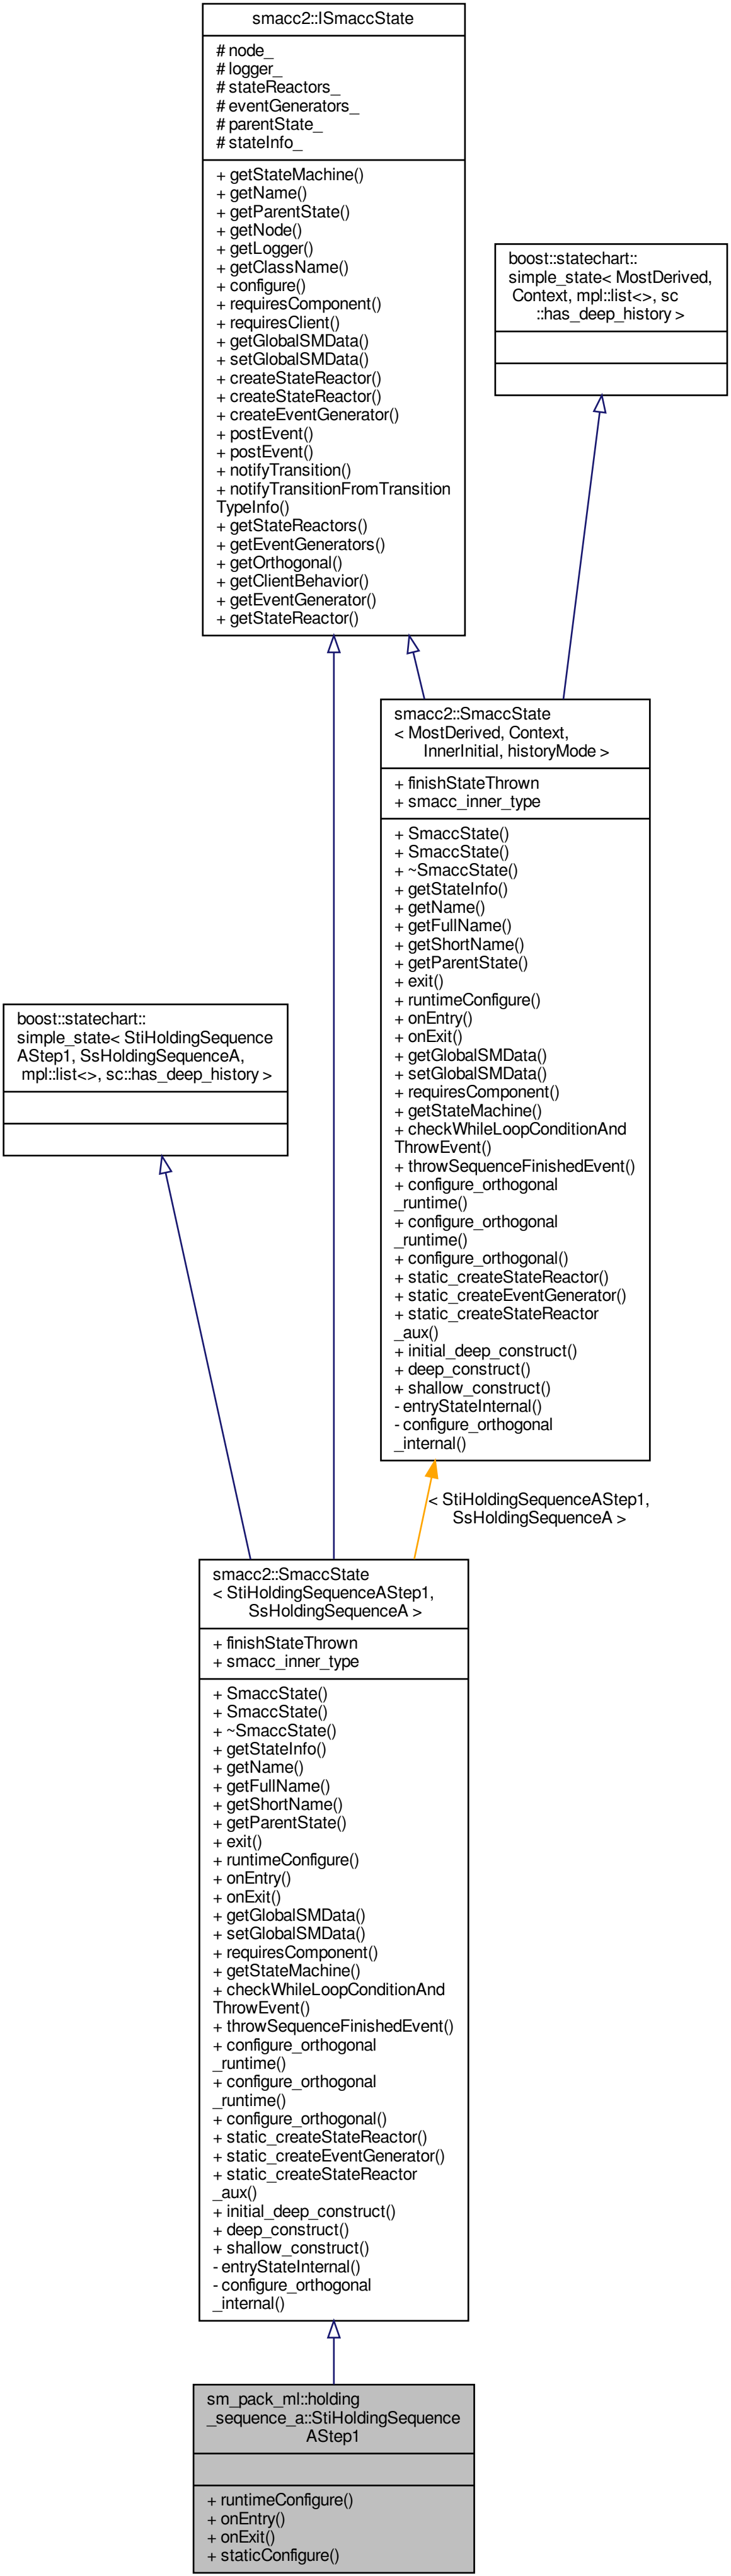 smacc2::ISmaccState
# node_
# logger_
# stateReactors_
# eventGenerators_
# parentState_
# stateInfo_
+ getStateMachine()
+ getName()
+ getParentState()
+ getNode()
+ getLogger()
+ getClassName()
+ configure()
+ requiresComponent()
+ requiresClient()
+ getGlobalSMData()
+ setGlobalSMData()
+ createStateReactor()
+ createStateReactor()
+ createEventGenerator()
+ postEvent()
+ postEvent()
+ notifyTransition()
+ notifyTransitionFromTransition
TypeInfo()
+ getStateReactors()
+ getEventGenerators()
+ getOrthogonal()
+ getClientBehavior()
+ getEventGenerator()
+ getStateReactor()
boost::statechart::
simple_state< MostDerived,
Context, mpl::list<>, sc
::has_deep_history >
smacc2::SmaccState
< MostDerived, Context,
InnerInitial, historyMode >
+ finishStateThrown
+ smacc_inner_type
+ SmaccState()
+ SmaccState()
+ ~SmaccState()
+ getStateInfo()
+ getName()
+ getFullName()
+ getShortName()
+ getParentState()
+ exit()
+ runtimeConfigure()
+ onEntry()
+ onExit()
+ getGlobalSMData()
+ setGlobalSMData()
+ requiresComponent()
+ getStateMachine()
+ checkWhileLoopConditionAnd
ThrowEvent()
+ throwSequenceFinishedEvent()
+ configure_orthogonal
_runtime()
+ configure_orthogonal
_runtime()
+ configure_orthogonal()
+ static_createStateReactor()
+ static_createEventGenerator()
+ static_createStateReactor
_aux()
+ initial_deep_construct()
+ deep_construct()
+ shallow_construct()
- entryStateInternal()
- configure_orthogonal
_internal()
boost::statechart::
simple_state< StiHoldingSequence
AStep1, SsHoldingSequenceA,
mpl::list<>, sc::has_deep_history >
< StiHoldingSequenceAStep1,
SsHoldingSequenceA >
smacc2::SmaccState
< StiHoldingSequenceAStep1,
SsHoldingSequenceA >
+ finishStateThrown
+ smacc_inner_type
+ SmaccState()
+ SmaccState()
+ ~SmaccState()
+ getStateInfo()
+ getName()
+ getFullName()
+ getShortName()
+ getParentState()
+ exit()
+ runtimeConfigure()
+ onEntry()
+ onExit()
+ getGlobalSMData()
+ setGlobalSMData()
+ requiresComponent()
+ getStateMachine()
+ checkWhileLoopConditionAnd
ThrowEvent()
+ throwSequenceFinishedEvent()
+ configure_orthogonal
_runtime()
+ configure_orthogonal
_runtime()
+ configure_orthogonal()
+ static_createStateReactor()
+ static_createEventGenerator()
+ static_createStateReactor
_aux()
+ initial_deep_construct()
+ deep_construct()
+ shallow_construct()
- entryStateInternal()
- configure_orthogonal
_internal()
sm_pack_ml::holding
_sequence_a::StiHoldingSequence
AStep1
+ runtimeConfigure()
+ onEntry()
+ onExit()
+ staticConfigure()